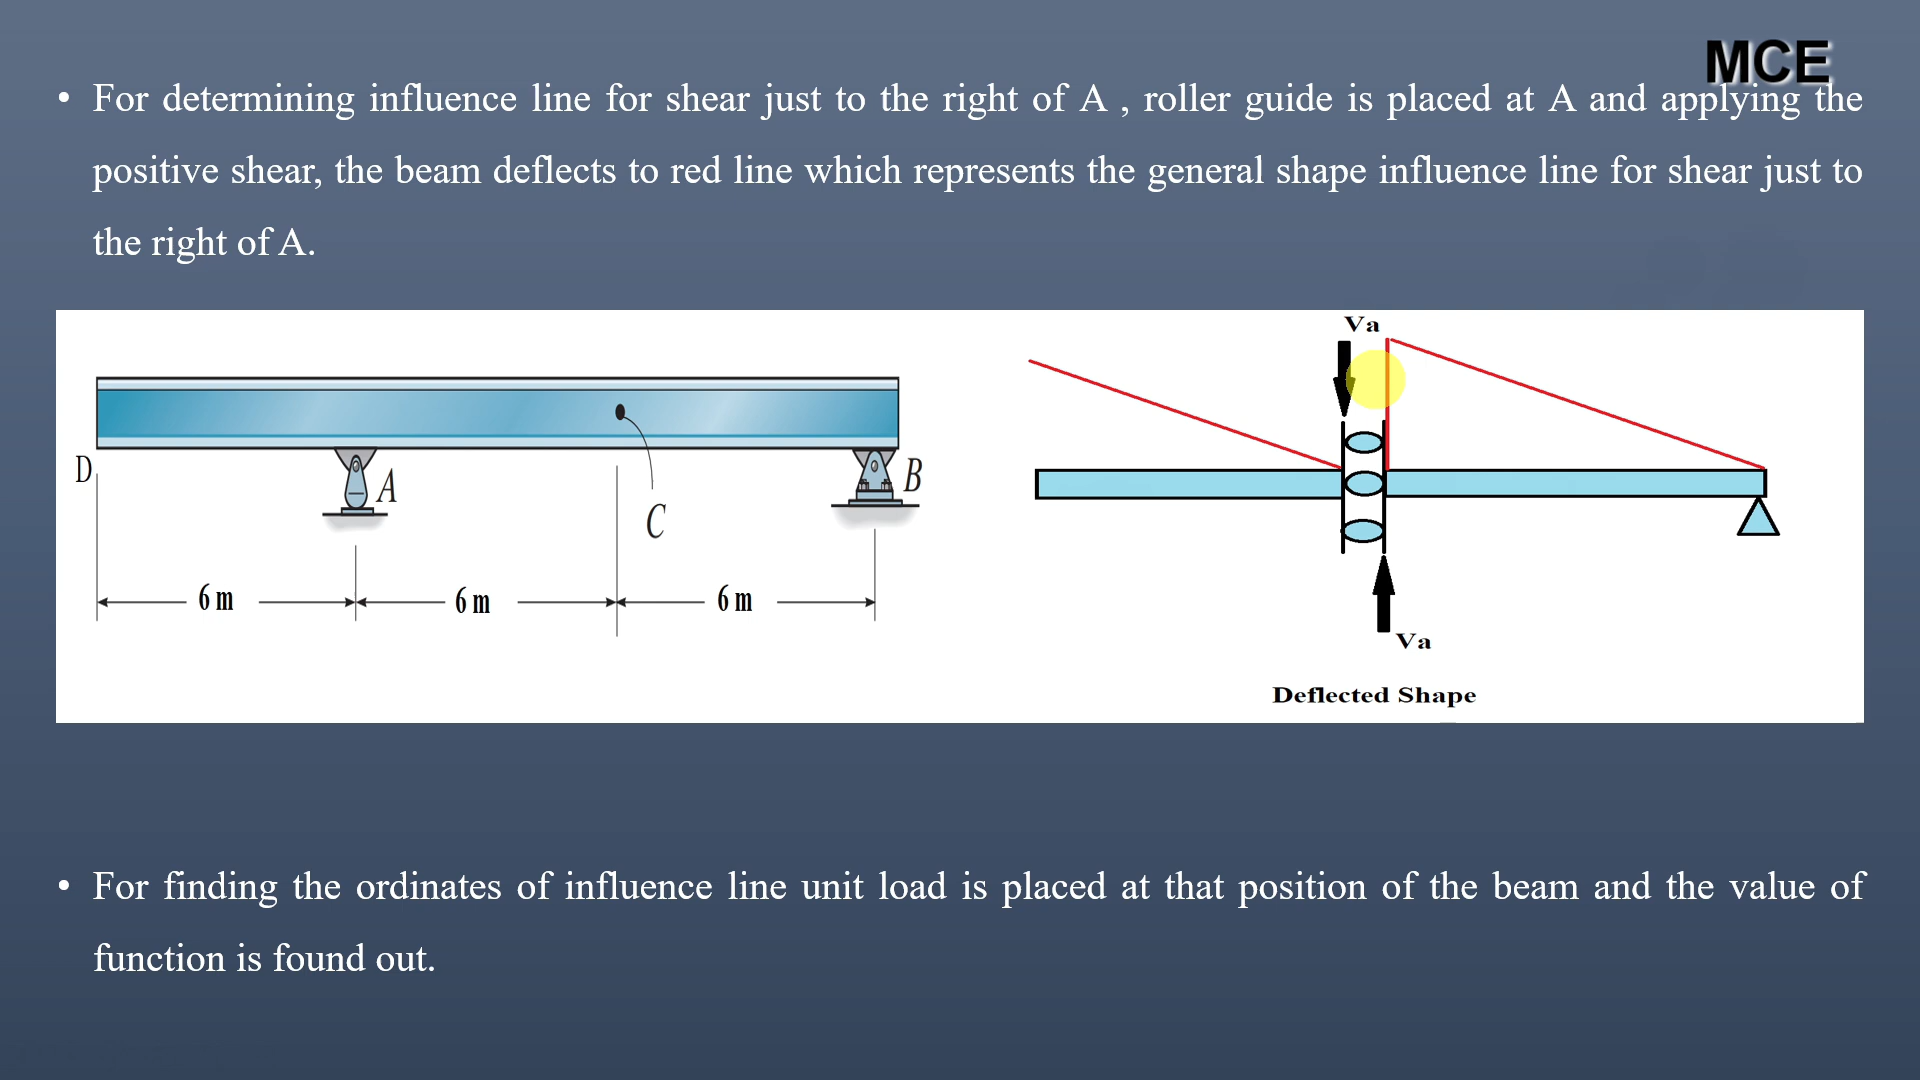 MCE
• For determining influence line for shear just to the right of A , roller guide is placed at A and applying the
positive shear, the beam deflects to red line which represents the general shape influence line for shear just to
the right of A.
Va
D
A
B
C
6 m
6 m
6 m
Va
Deflected Shape
• For finding the ordinates of influence line unit load is placed at that position of the beam and the value of
function is found out.